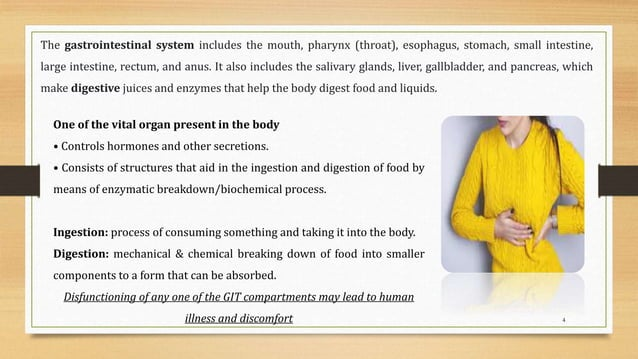 The gastrointestinal system includes the mouth, pharynx (throat), esophagus, stomach, small intestine,
large intestine, rectum, and anus. It also includes the salivary glands, liver, gallbladder, and pancreas, which
make digestive juices and enzymes that help the body digest food and liquids.
One of the vital organ present in the body
• Controls hormones and other secretions.
• Consists of structures that aid in the ingestion and digestion of food by
means of enzymatic breakdown/biochemical process.
Ingestion: process of consuming something and taking it into the body.
Digestion: mechanical & chemical breaking down of food into smaller
components to a form that can be absorbed.
Disfunctioning of any one of the GIT compartments may lead to human
illness and discomfort
4